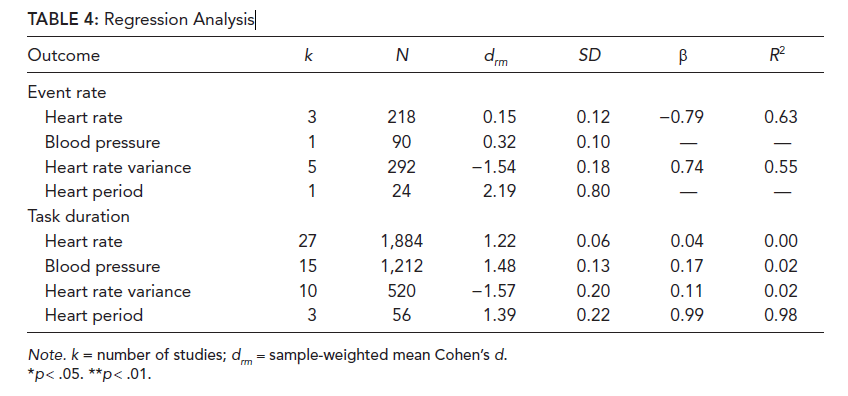 TABLE 4: Regression Analysis
Outcome k N drm SD β R2
Event rate
Heart rate 3 218 0.15 0.12 −0.79 0.63
Blood pressure 1 90 0.32 0.10 — —
Heart rate variance 5 292 −1.54 0.18 0.74 0.55
Heart period 1 24 2.19 0.80 — —
Task duration
Heart rate 27 1,884 1.22 0.06 0.04 0.00
Blood pressure 15 1,212 1.48 0.13 0.17 0.02
Heart rate variance 10 520 −1.57 0.20 0.11 0.02
Heart period 3 56 1.39 0.22 0.99 0.98
Note. k = number of studies; drm = sample-weighted mean Cohen’s d.
*p< .05. **p< .01.